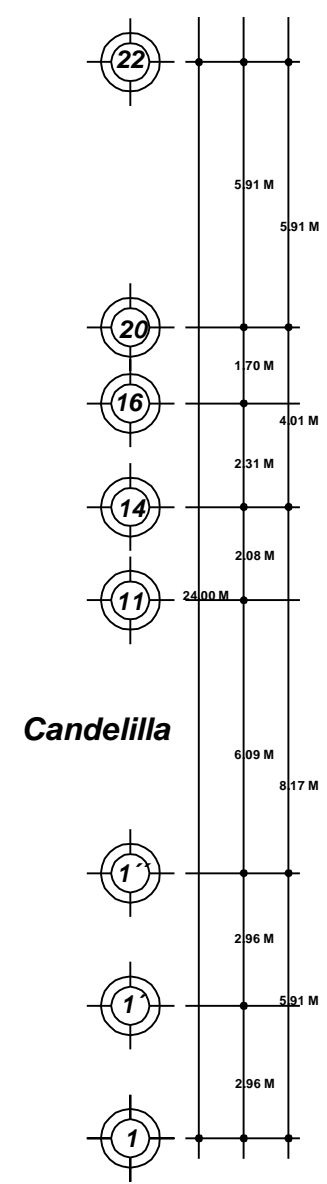 22
5.91 M
5.91 M
20
1.70 M
16
4.01 M
2.31 M
14
2.08 M
11
24.00 M
Candelilla
6.09 M
8.17 M
1´´
2.96 M
1´
5.91 M
2.96 M
1